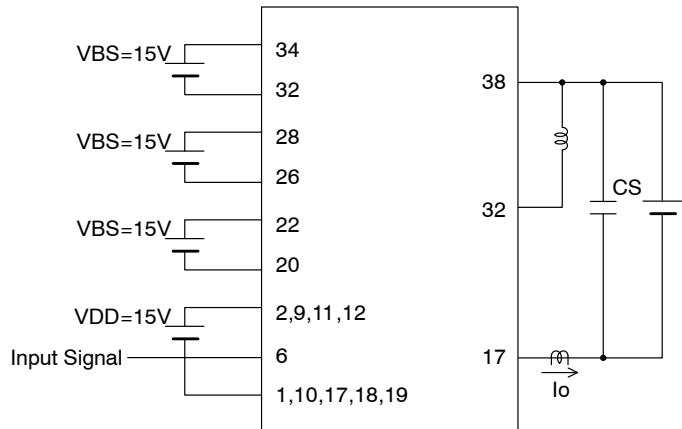 VBS=15V
34
32
VBS=15V
28
26
VBS=15V
22
20
VDD=15V
2,9,11,12
Input Signal
6
1,10,17,18,19
38
32
CS
17
Io